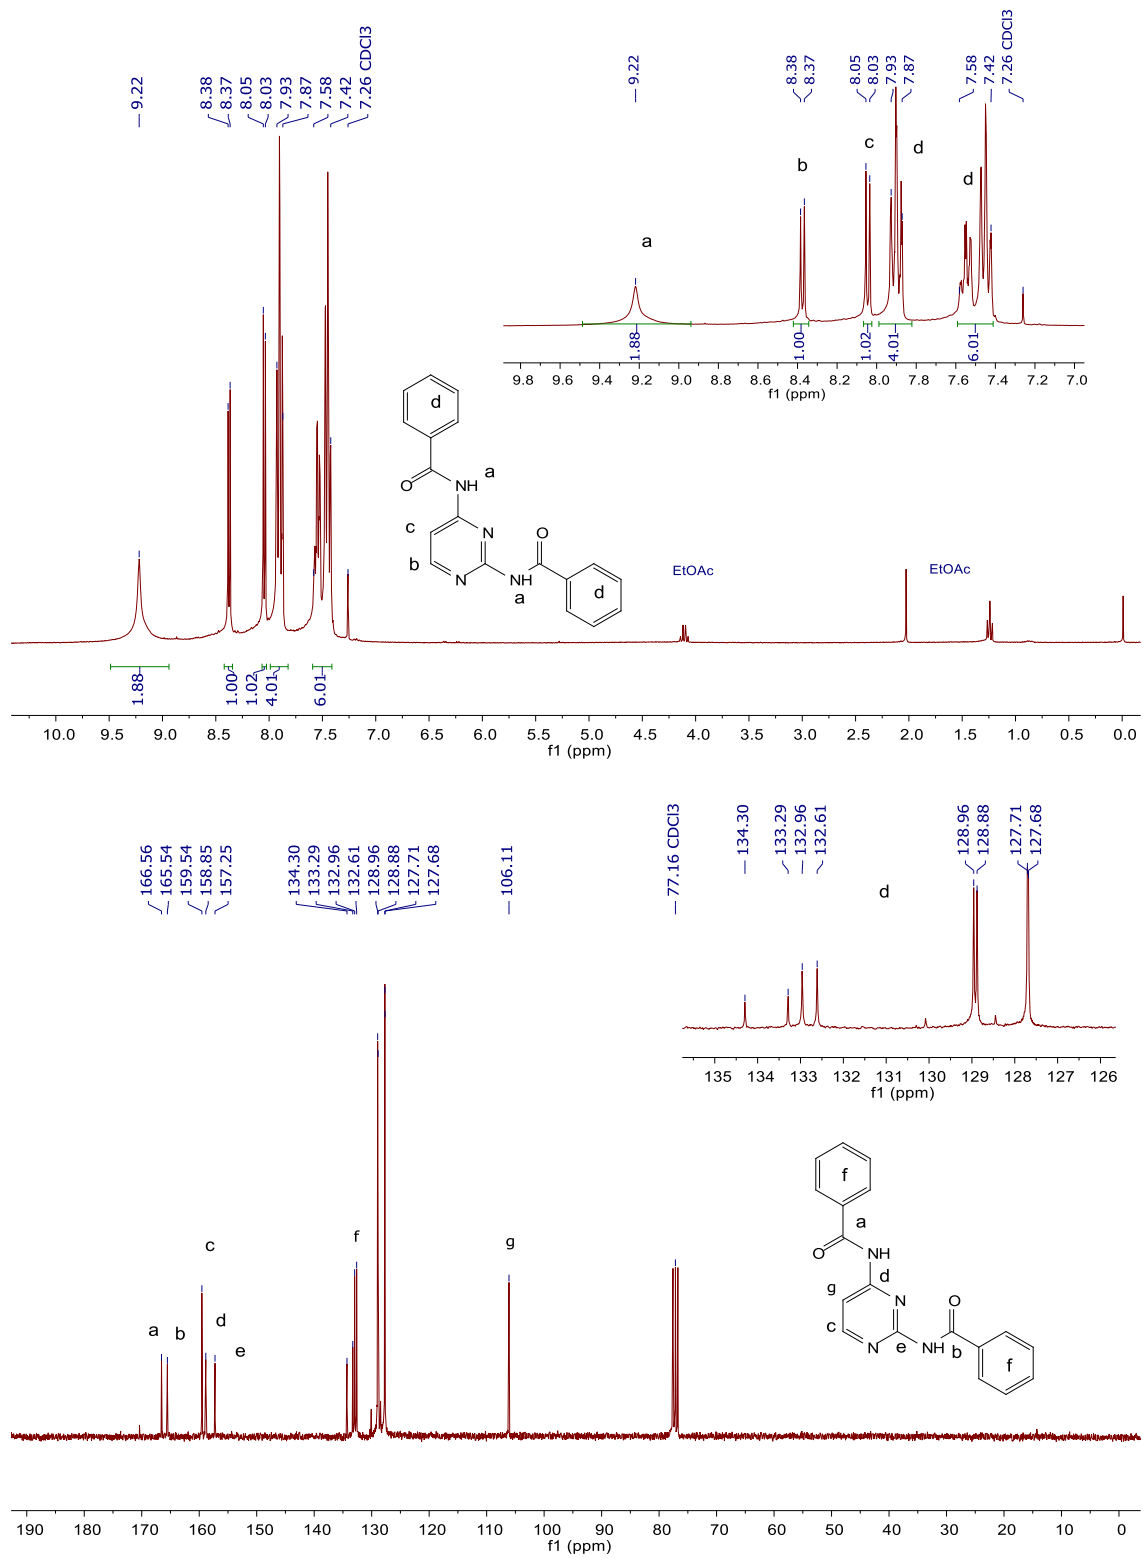 9.22
8.38
8.37
8.05
8.03
7.93
7.87
7.58
7.42
7.26 CDCl3
9.22
8.38
8.37
8.05
8.03
7.93
7.87
7.58
7.42
7.26 CDCl3
a
b
c
d
d
1.88
1.00
1.02
4.01
6.01
9.8 9.6 9.4 9.2 9.0 8.8 8.6 8.4 8.2 8.0 7.8 7.6 7.4 7.2 7.0
f1 (ppm)
d
O
NH
a
c
N
O
b
N
NH
a
d
EtOAc
EtOAc
1.88
1.00
1.02
4.01
6.01
10.0 9.5 9.0 8.5 8.0 7.5 7.0 6.5 6.0 5.5 5.0 4.5 4.0 3.5 3.0 2.5 2.0 1.5 1.0 0.5 0.0
f1 (ppm)
166.56
165.54
159.54
158.85
157.25
134.30
133.29
132.96
132.61
128.96
128.88
127.71
127.68
106.11
77.16 CDCl3
134.30
133.29
132.96
132.61
128.96
128.88
127.71
127.68
d
135 134 133 132 131 130 129 128 127 126
f1 (ppm)
f
a
O
NH
d
g
N
O
c
N
e
NH
b
f
a
b
c
d
e
f
g
190 180 170 160 150 140 130 120 110 100 90 80 70 60 50 40 30 20 10 0
f1 (ppm)